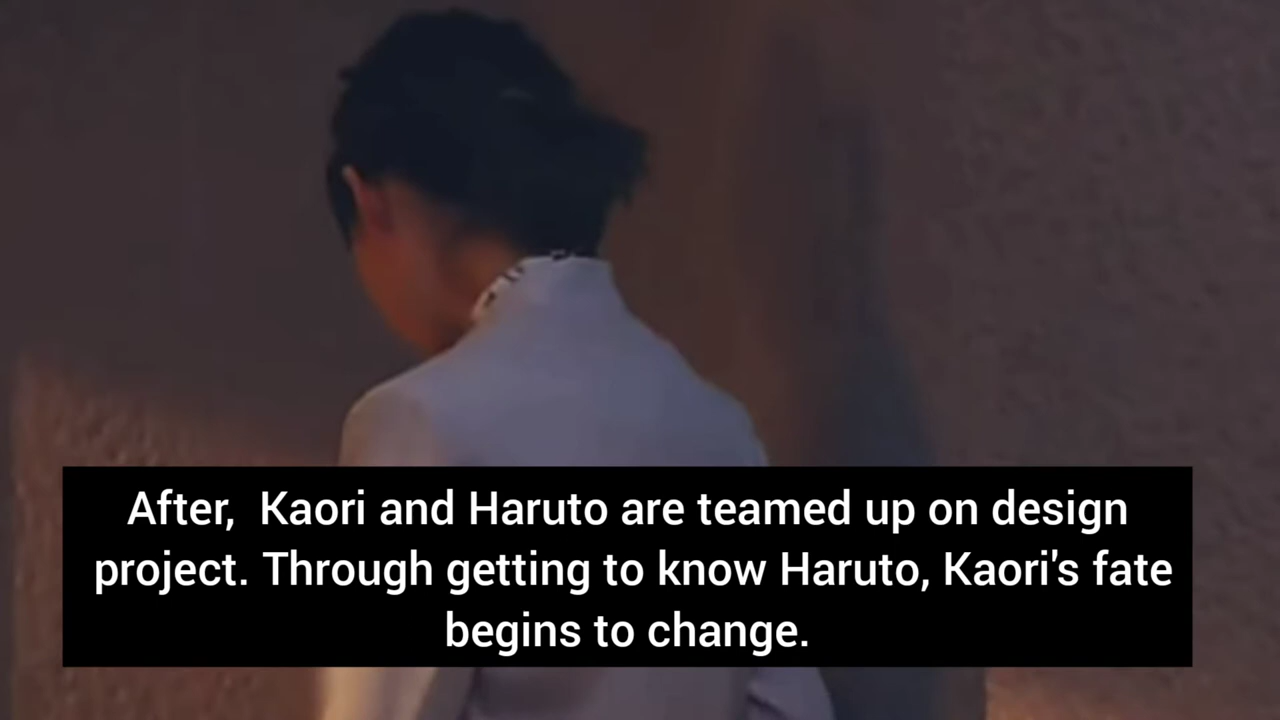 After,  Kaori and Haruto are teamed up on design
project. Through getting to know Haruto, Kaori's fate
begins to change.